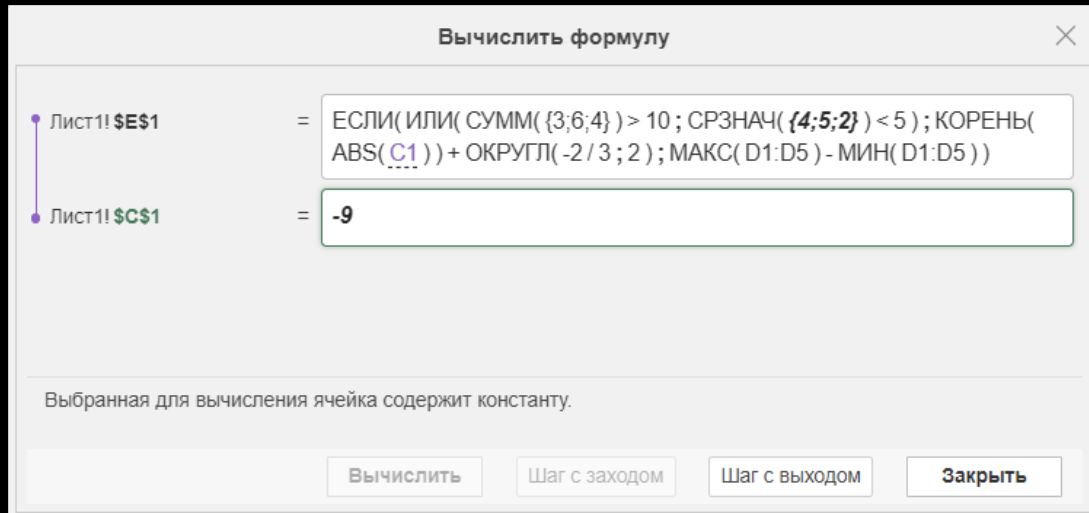 Вычислить формулу
Лист1! $E$1 = ЕСЛИ( ИЛИ( СУММ( {3;6;4} ) > 10 ; СРЗНАЧ( {4;5;2} ) < 5 ) ; КОРЕНЬ(
ABS( C1 ) ) + ОКРУГЛ( -2 / 3 ; 2 ) ; МАКС( D1:D5 ) - МИН( D1:D5 ) )
Лист1! $C$1 = -9
Выбранная для вычисления ячейка содержит константу.
Вычислить Шаг с заходом Шаг с выходом Закрыть